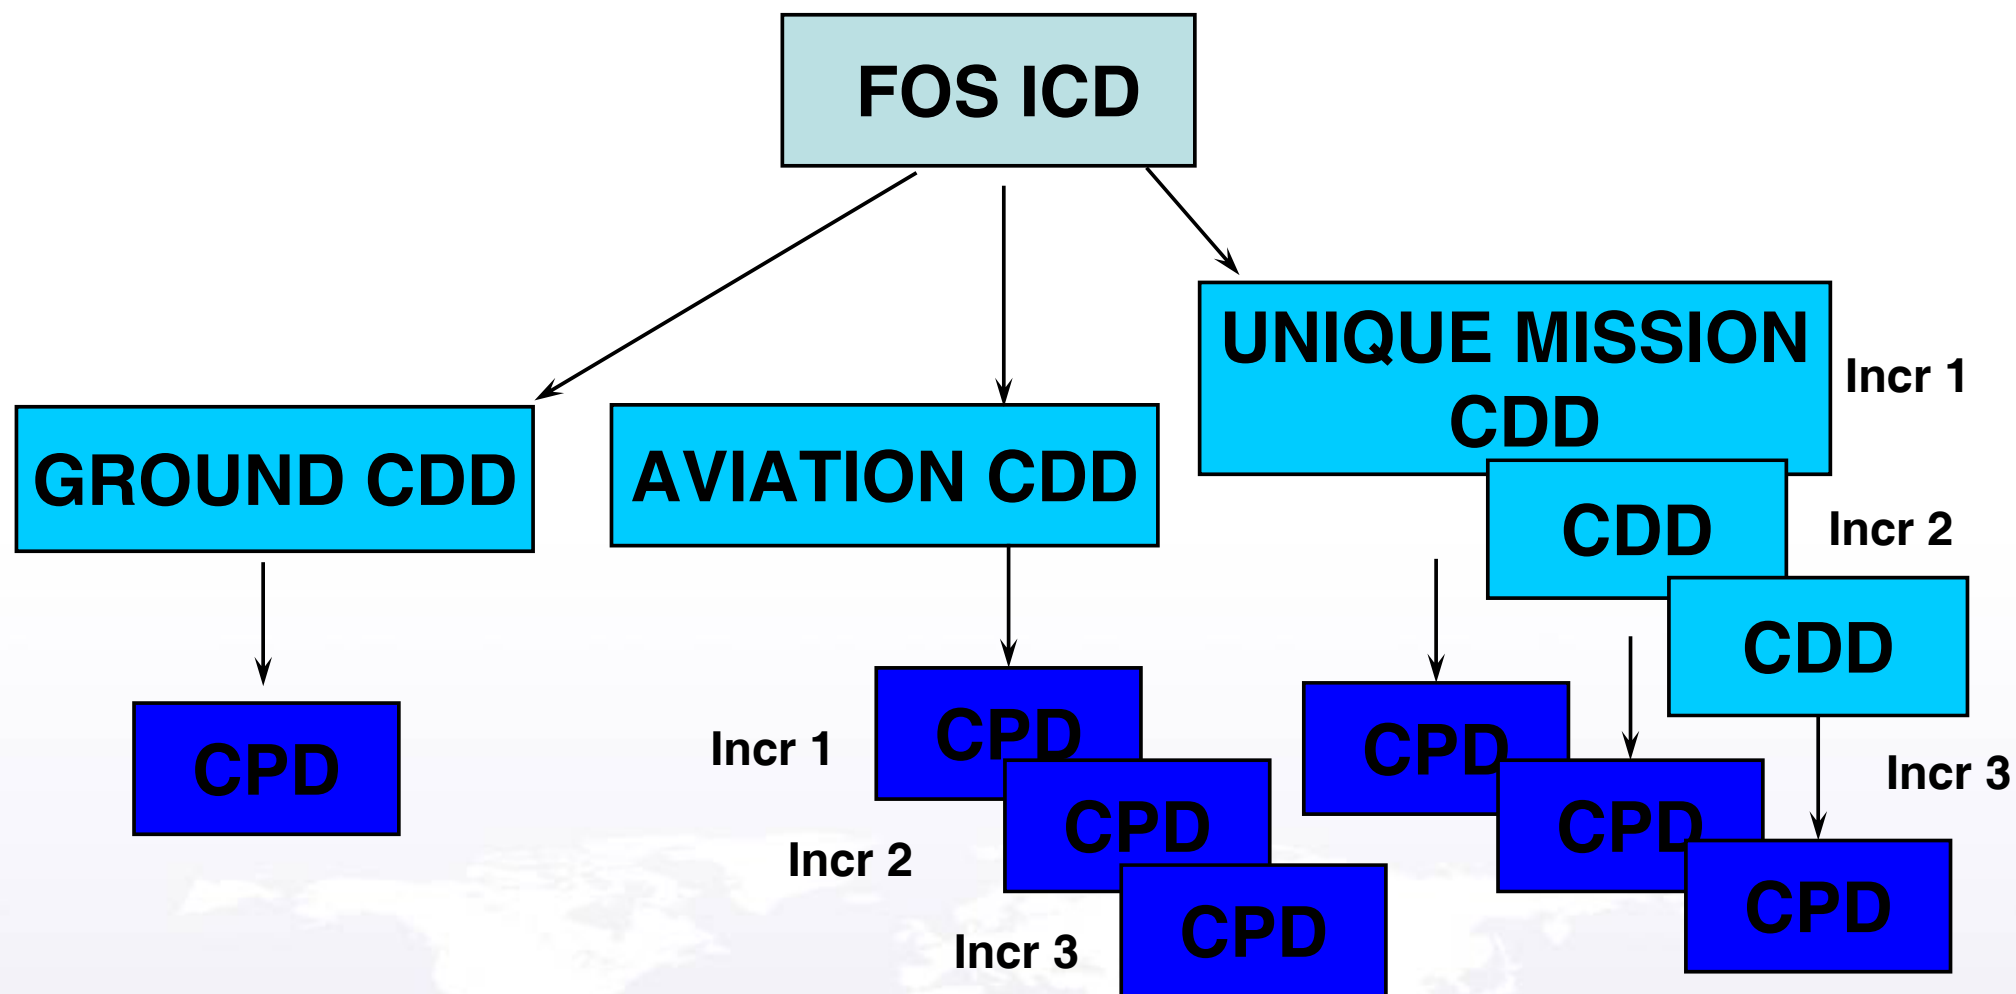 FOS ICD
UNIQUE MISSION
CDD
Incr 1
GROUND CDD
AVIATION CDD
CDD
Incr 2
CDD
CPD
Incr 1
CPD
CPD
Incr 3
CPD
Incr 2
CPD
CPD
Incr 3
CPD
CPD